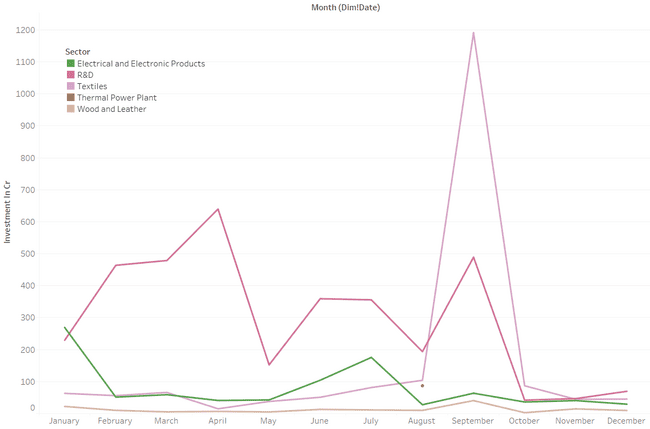 Month (Dim!Date)
Sector
Electrical and Electronic Products
R&D
Textiles
Thermal Power Plant
Wood and Leather
Investment In Cr
1200
1100
1000
900
800
700
600
500
400
300
200
100
0
January February March April May June July August September October November December